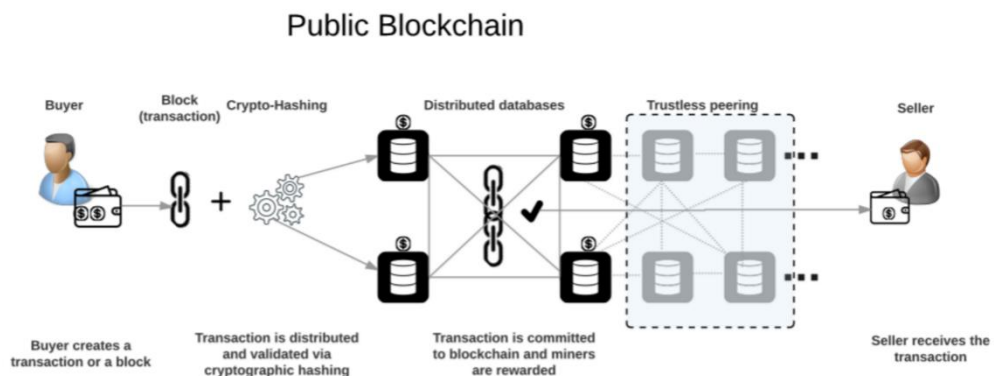 Public Blockchain
Buyer
Block
(transaction)
Crypto-Hashing
Distributed databases
Trustless peering
Seller
$
$
$ $
$
$
$
Buyer creates a
transaction or a block
Transaction is distributed
and validated via
cryptographic hashing
Transaction is committed
to blockchain and miners
are rewarded
Seller receives the
transaction